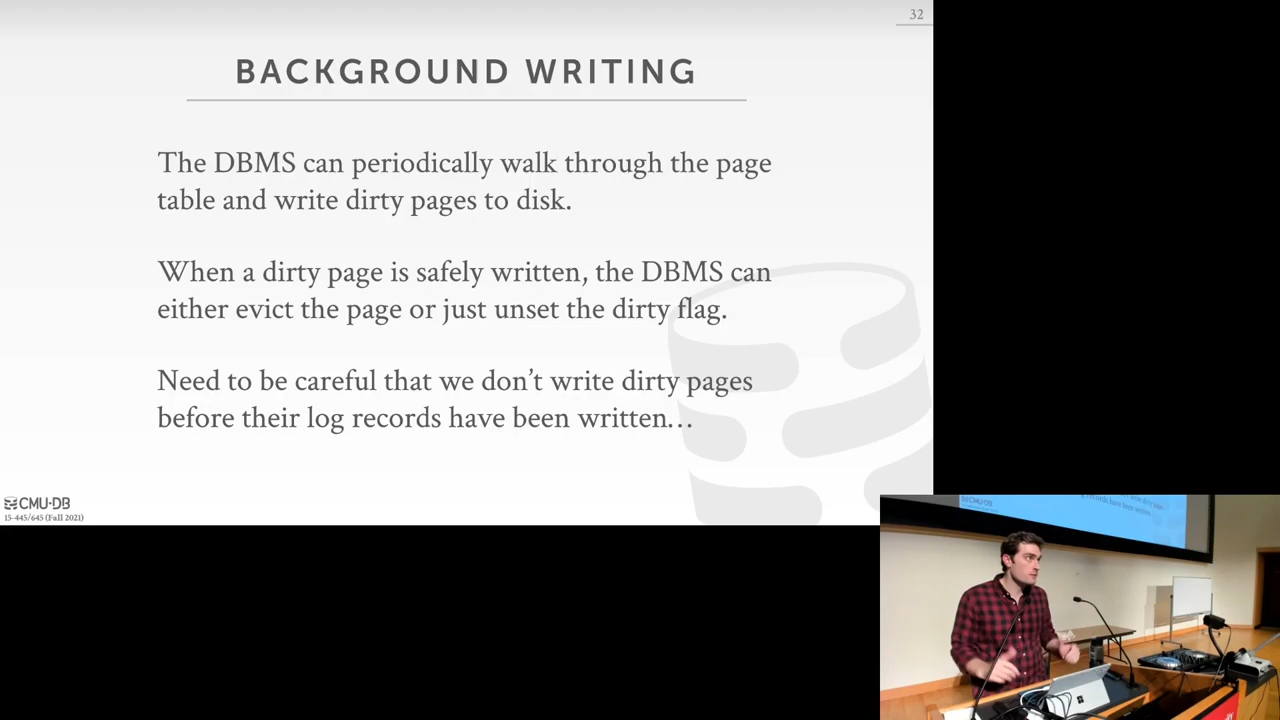 32
BACKGROUND WRITING
The DBMS can periodically walk through the page
table and write dirty pages to disk.
When a dirty page is safely written, the DBMS can
either evict the page or just unset the dirty flag.
Need to be careful that we don't write dirty pages
before their log records have been written…
CMU·DB
15-445/645 (Fall 2021)